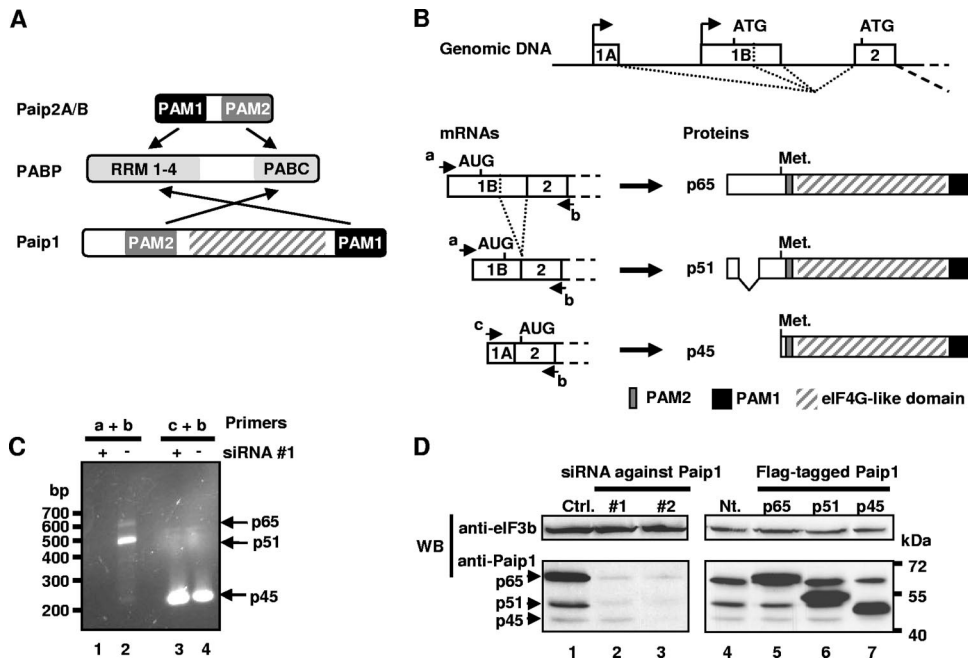 A
Paip2A/B
PAM1 PAM2
PABP
RRM 1-4 PABC
Paip1
PAM2 PAM1
B
Genomic DNA
ATG ATG
1A 1B 2
mRNAs Proteins
a AUG
1B 2
b
p65
Met.
a AUG
1B 2
b
p51
Met.
c AUG
1A 2
b
p45
Met.
PAM2 PAM1 eIF4G-like domain
C
a + b c + b Primers
+ - + - siRNA #1
bp
700
600
500
400
300
200
p65
p51
p45
1 2 3 4
D
siRNA against Paip1 Flag-tagged Paip1
Ctrl. #1 #2 Nt. p65 p51 p45
WB
anti-eIF3b
anti-Paip1
p65
p51
p45
kDa
72
55
40
1 2 3 4 5 6 7